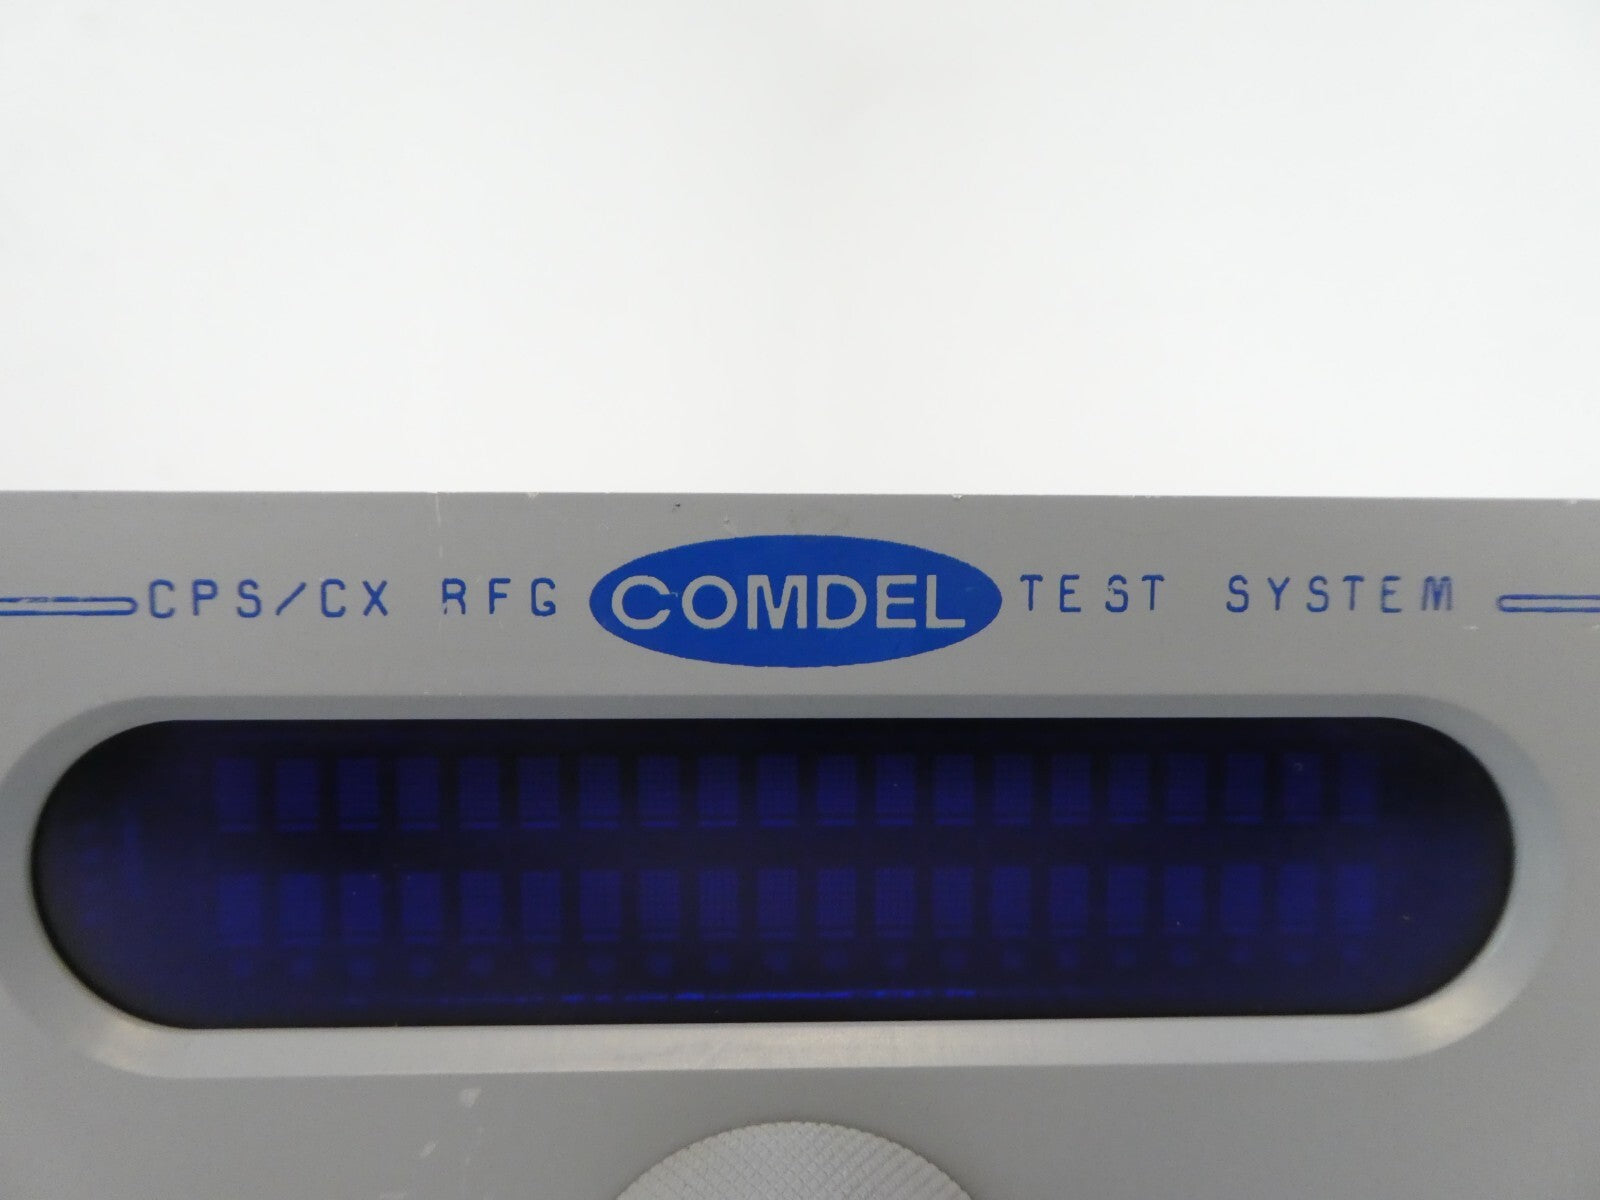 CPS/CX RFG COMDEL TEST SYSTEM